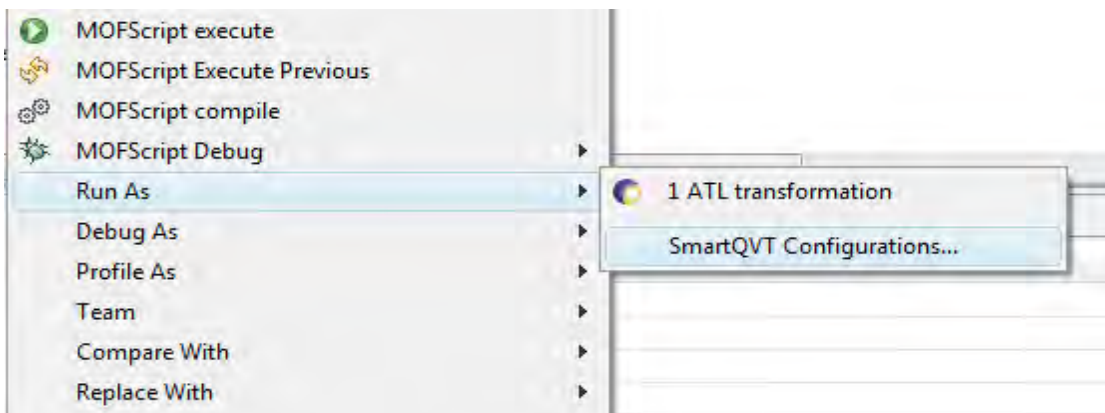 MOFScript execute
MOFScript Execute Previous
MOFScript compile
MOFScript Debug
Run As
1 ATL transformation
Debug As
SmartQVT Configurations...
Profile As
Team
Compare With
Replace With